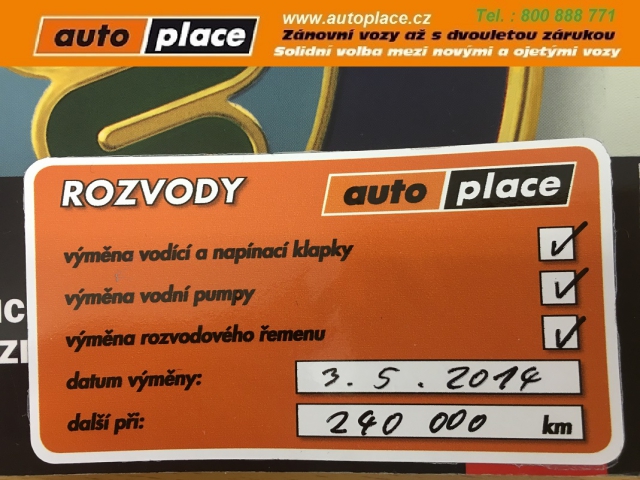 auto place
www.autoplace.cz Tel. : 800 888 771
Zánovní vozy až s dvouletou zárukou
Solidní volba mezi novými a ojetými vozy
ROZVODY
auto place
výměna vodící a napínací klapky ✓
výměna vodní pumpy ✓
výměna rozvodového řemenu ✓
datum výměny: 3. 5. 2014
další při: 240 000 km